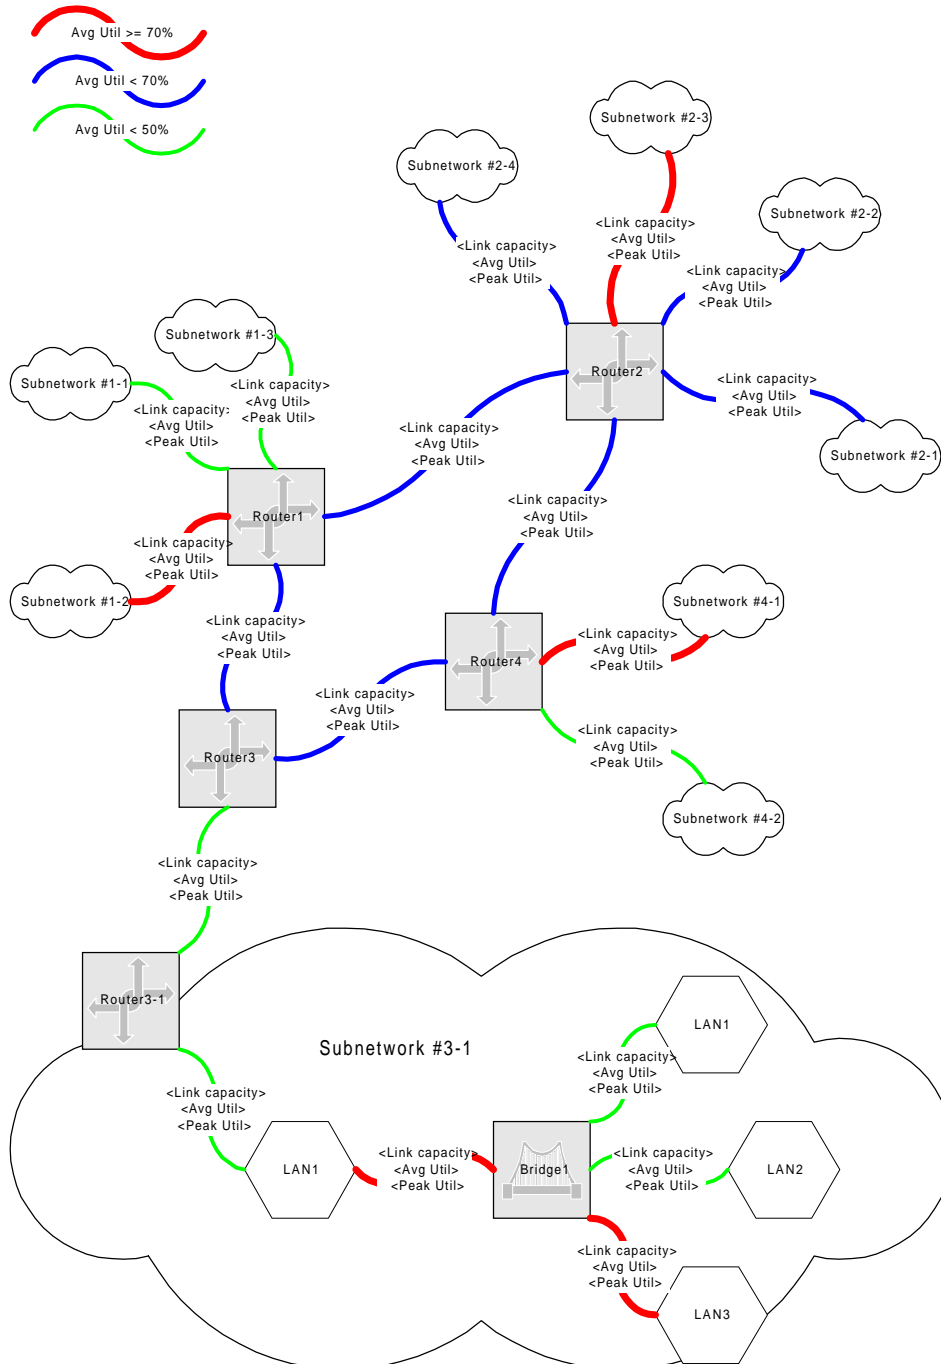 Avg Util >= 70%
Avg Util < 70%
Avg Util < 50%
Subnetwork #2-3
Subnetwork #2-4
Subnetwork #2-2
<Link capacity>
<Avg Util>
<Peak Util>
<Link capacity>
<Avg Util>
<Peak Util>
<Link capacity>
<Avg Util>
<Peak Util>
Subnetwork #1-3
Subnetwork #1-1
Router2
<Link capacity>
<Avg Util>
<Peak Util>
<Link capacity>
<Avg Util>
<Peak Util>
<Link capacity>
<Avg Util>
<Peak Util>
<Link capacity>
<Avg Util>
<Peak Util>
Subnetwork #2-1
Router1
<Link capacity>
<Avg Util>
<Peak Util>
<Link capacity>
<Avg Util>
<Peak Util>
Subnetwork #1-2
Subnetwork #4-1
<Link capacity>
<Avg Util>
<Peak Util>
<Link capacity>
<Avg Util>
<Peak Util>
Router4
<Link capacity>
<Avg Util>
<Peak Util>
Router3
<Link capacity>
<Avg Util>
<Peak Util>
Subnetwork #4-2
<Link capacity>
<Avg Util>
<Peak Util>
Router3-1
LAN1
Subnetwork #3-1
<Link capacity>
<Avg Util>
<Peak Util>
<Link capacity>
<Avg Util>
<Peak Util>
LAN1
<Link capacity>
<Avg Util>
<Peak Util>
Bridge1
<Link capacity>
<Avg Util>
<Peak Util>
LAN2
<Link capacity>
<Avg Util>
<Peak Util>
LAN3